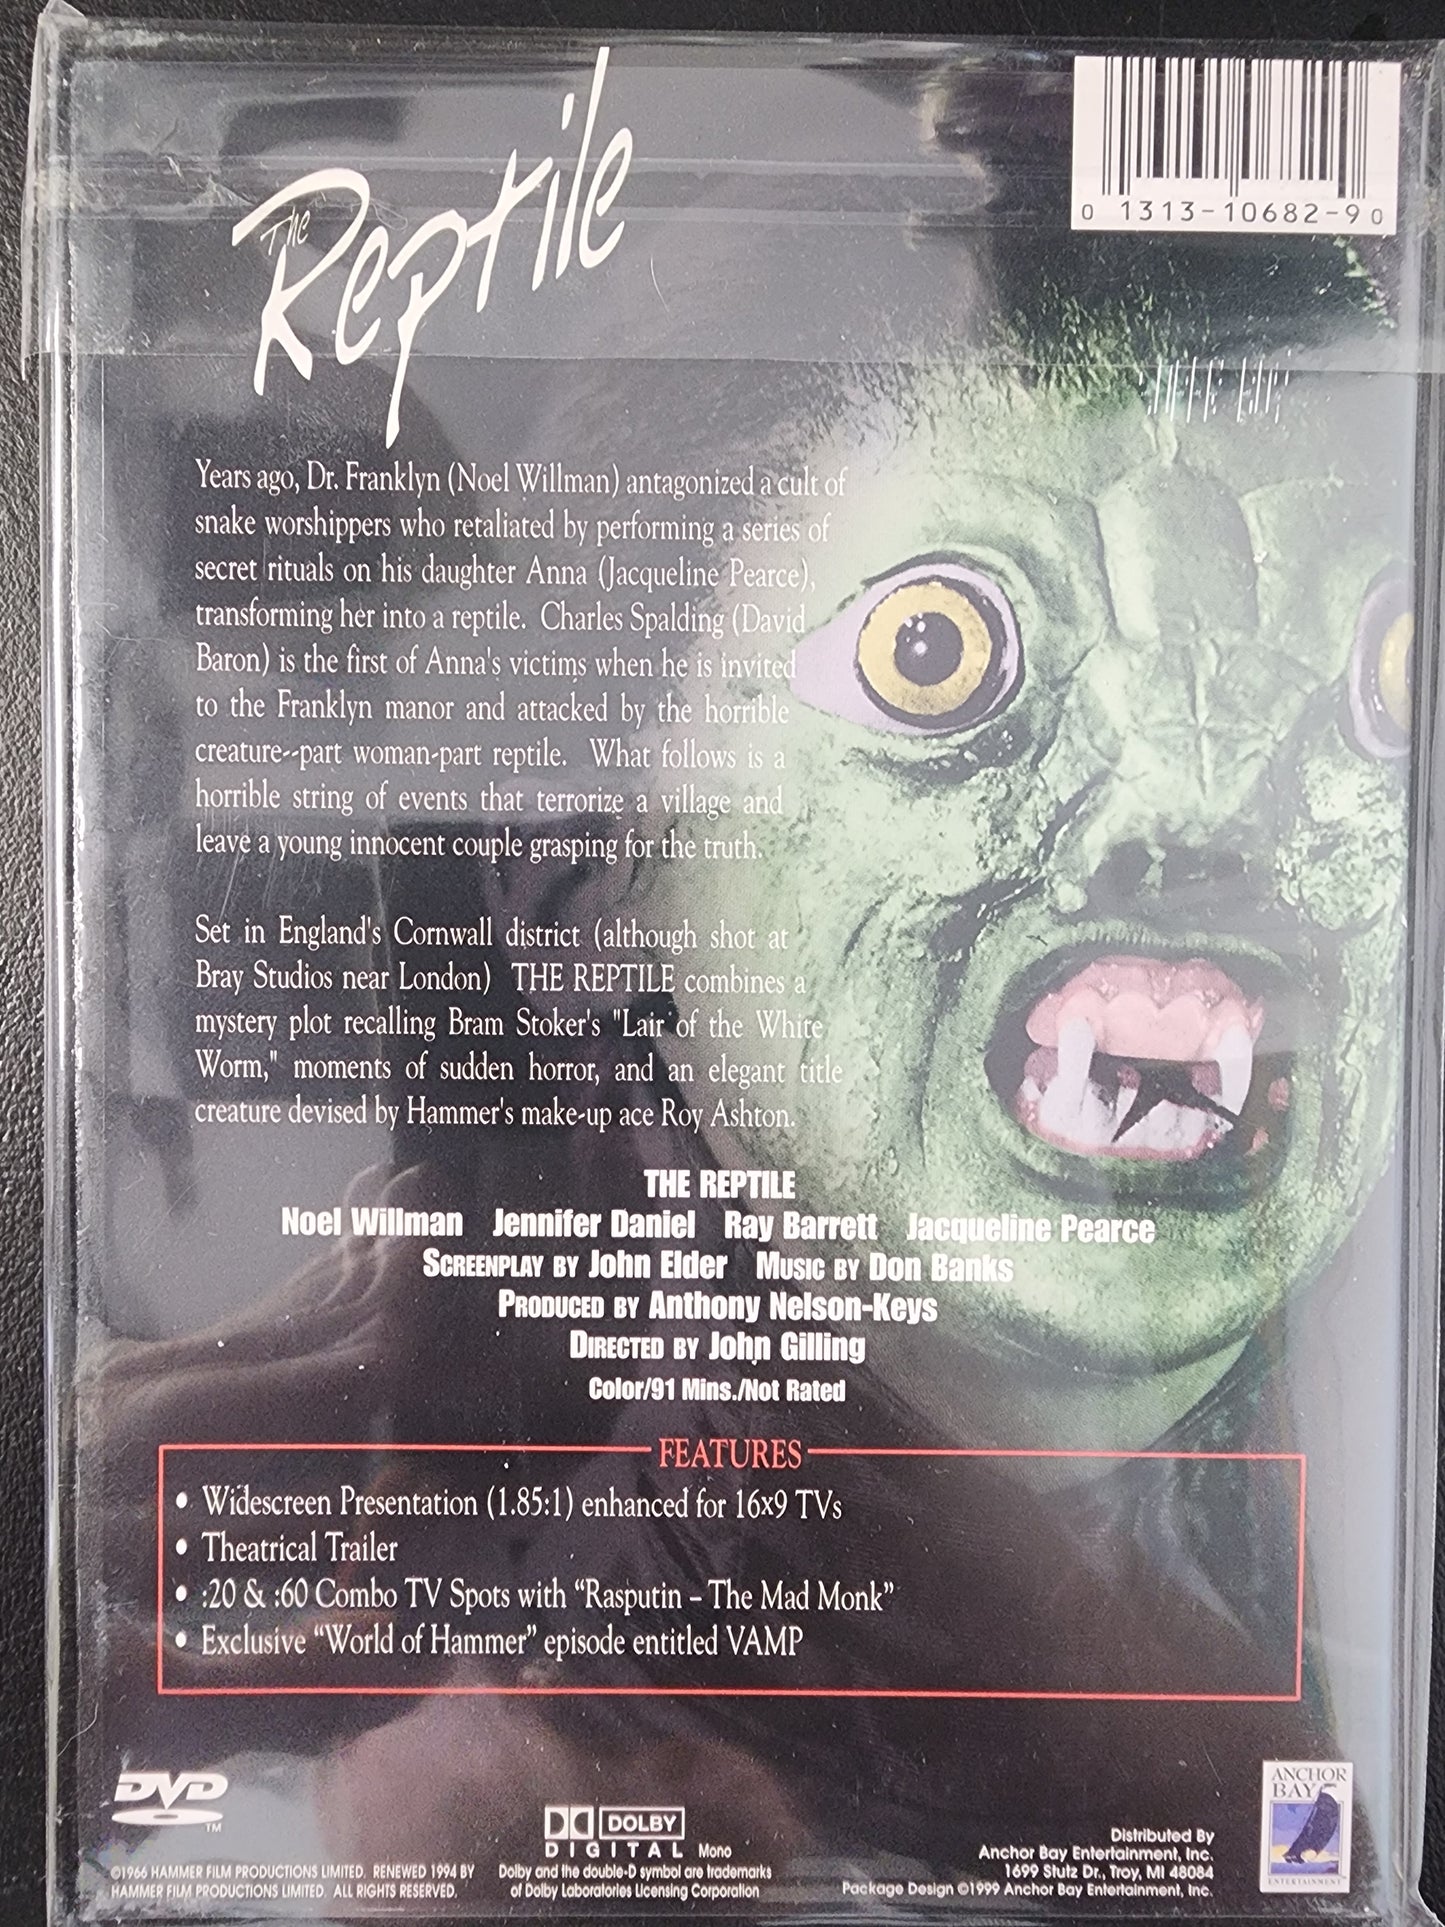 The
Reptile
0 1313-10682-9 0
Years ago, Dr. Franklyn (Noel Willman) antagonized a cult of
snake worshippers who retaliated by performing a series of
secret rituals on his daughter Anna (Jacqueline Pearce),
transforming her into a reptile. Charles Spalding (David
Baron) is the first of Anna's victims when he is invited
to the Franklyn manor and attacked by the horrible
creature--part woman-part reptile. What follows is a
horrible string of events that terrorize a village and
leave a young innocent couple grasping for the truth.
Set in England's Cornwall district (although shot at
Bray Studios near London) THE REPTILE combines a
mystery plot recalling Bram Stoker's "Lair of the White
Worm," moments of sudden horror, and an elegant title
creature devised by Hammer's make-up ace Roy Ashton.
THE REPTILE
Noel Willman Jennifer Daniel Ray Barrett Jacqueline Pearce
SCREENPLAY BY John Elder MUSIC BY Don Banks
PRODUCED BY Anthony Nelson-Keys
DIRECTED BY John Gilling
Color/91 Mins./Not Rated
FEATURES
• Widescreen Presentation (1.85:1) enhanced for 16x9 TVs
• Theatrical Trailer
• :20 & :60 Combo TV Spots with “Rasputin – The Mad Monk”
• Exclusive “World of Hammer” episode entitled VAMP
DVD
TM
DOLBY
DIGITAL Mono
©1966 HAMMER FILM PRODUCTIONS LIMITED. RENEWED 1994 BY
HAMMER FILM PRODUCTIONS LIMITED. ALL RIGHTS RESERVED.
Dolby and the double-D symbol are trademarks
of Dolby Laboratories Licensing Corporation
Distributed By
Anchor Bay Entertainment, Inc.
1699 Stutz Dr., Troy, MI 48084
Package Design ©1999 Anchor Bay Entertainment, Inc.
ANCHOR
BAY
ENTERTAINMENT